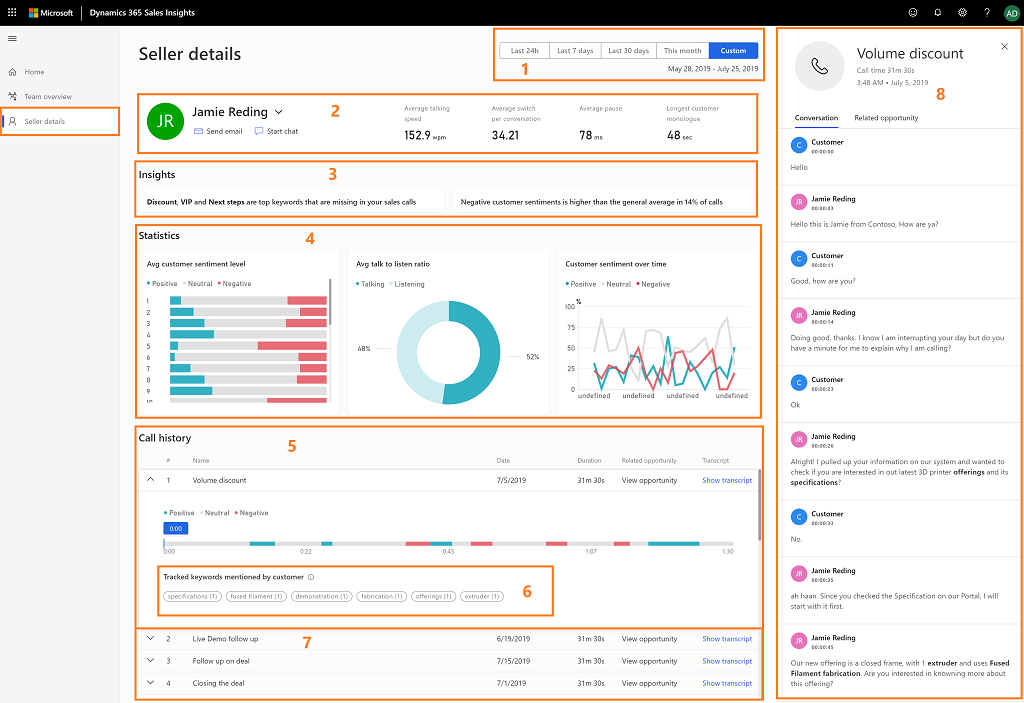 Microsoft Dynamics 365 Sales Insights ? AD
Home
Team overview
Seller details
Seller details
Last 24h Last 7 days Last 30 days This month Custom
1 May 28, 2019 - July 25, 2019
JR
Jamie Reding
Send email Start chat
2
Average talking
speed
152.9 wpm
Average switch
per conversation
34.21
Average pause
78 ms
Longest customer
monologue
48 sec
Insights
3
Discount, VIP and Next steps are top keywords that are missing in your sales calls
Negative customer sentiments is higher than the general average in 14% of calls
Statistics
4
Avg customer sentiment level
Positive Neutral Negative
1
2
3
4
5
6
7
8
9
10
Avg talk to listen ratio
Talking Listening
48%
52%
Customer sentiment over time
Positive Neutral Negative
%
100
75
50
25
0
undefined undefined undefined undefined
Call history
5
# Name Date Duration Related opportunity Transcript
1 Volume discount 7/5/2019 31m 30s View opportunity Show transcript
Positive Neutral Negative
0:00
0:00 0:22 0:45 1:07 1:30
Tracked keywords mentioned by customer
6
specifications (1) fused filament (1) demonstration (1) fabrication (1) offerings (1) extruder (1)
7
2 Live Demo follow up 6/19/2019 31m 30s View opportunity Show transcript
3 Follow up on deal 7/15/2019 31m 30s View opportunity Show transcript
4 Closing the deal 7/1/2019 31m 30s View opportunity Show transcript
Volume discount
Call time 31m 30s
3:48 AM • July 5, 2019
8
Conversation Related opportunity
C Customer
00:00:00
Hello
JR Jamie Reding
00:00:03
Hello this is Jamie from Contoso, How are ya?
C Customer
00:00:11
Good, how are you?
JR Jamie Reding
00:00:14
Doing good, thanks. I know I am interrupting your day but do you
have a minute for me to explain why I am calling?
C Customer
00:00:23
Ok
JR Jamie Reding
00:00:26
Alright! I pulled up your information on our system and wanted to
check if you are interested in out latest 3D printer offerings and its
specifications?
C Customer
00:00:33
No.
JR Jamie Reding
00:00:35
ah haan. Since you checked the Specification on our Portal, I will
start with it first.
JR Jamie Reding
00:00:45
Our new offering is a closed frame, with 1 extruder and uses Fused
Filament fabrication. Are you interested in knowning more about
this offering?